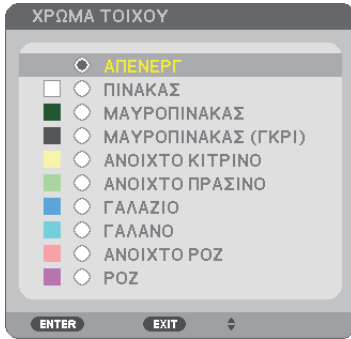 ΧΡΩΜΑ ΤΟΙΧΟΥ
ΑΠΕΝΕΡΓ
ΠΙΝΑΚΑΣ
ΜΑΥΡΟΠΙΝΑΚΑΣ
ΜΑΥΡΟΠΙΝΑΚΑΣ (ΓΚΡΙ)
ΑΝΟΙΧΤΟ ΚΙΤΡΙΝΟ
ΑΝΟΙΧΤΟ ΠΡΑΣΙΝΟ
ΓΑΛΑΖΙΟ
ΓΑΛΑΝΟ
ΑΝΟΙΧΤΟ ΡΟΖ
ΡΟΖ
ENTER EXIT